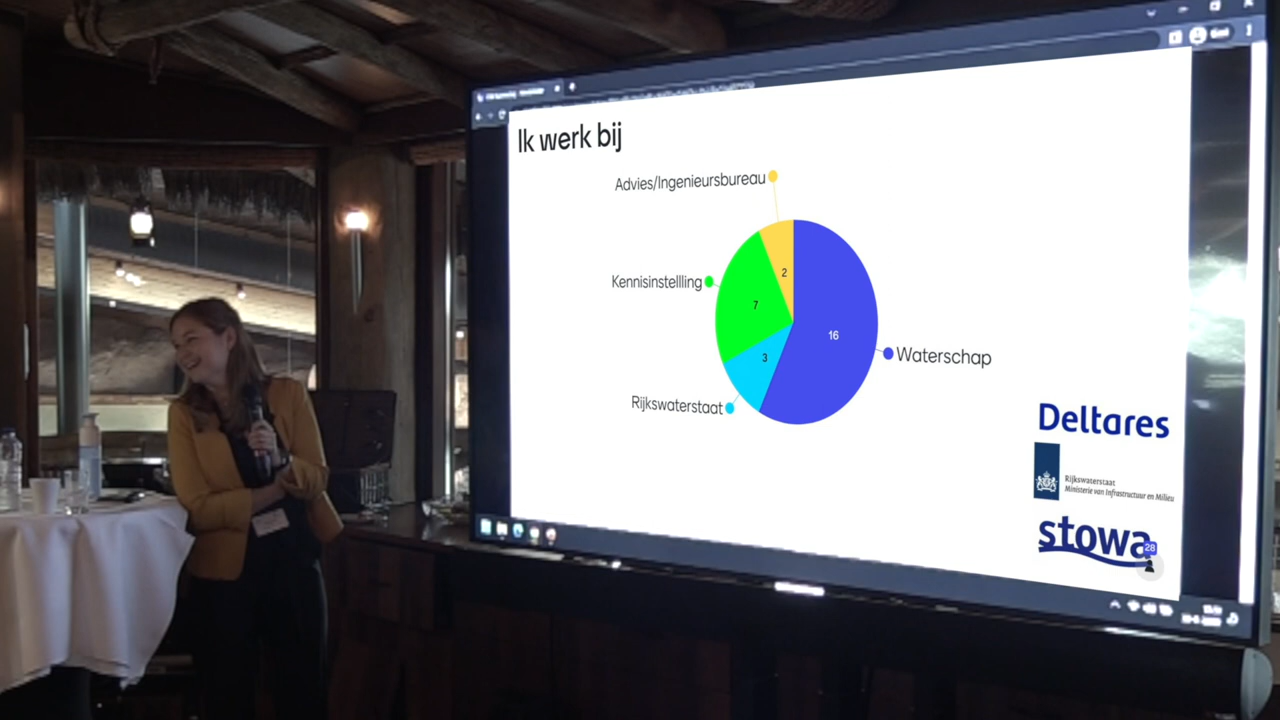 Ik werk bij
Advies/Ingenieursbureau
2
Kennisinstellling
7
16
Waterschap
3
Rijkswaterstaat
Deltares
Rijkswaterstaat
Ministerie van Infrastructuur en Milieu
stowa
28